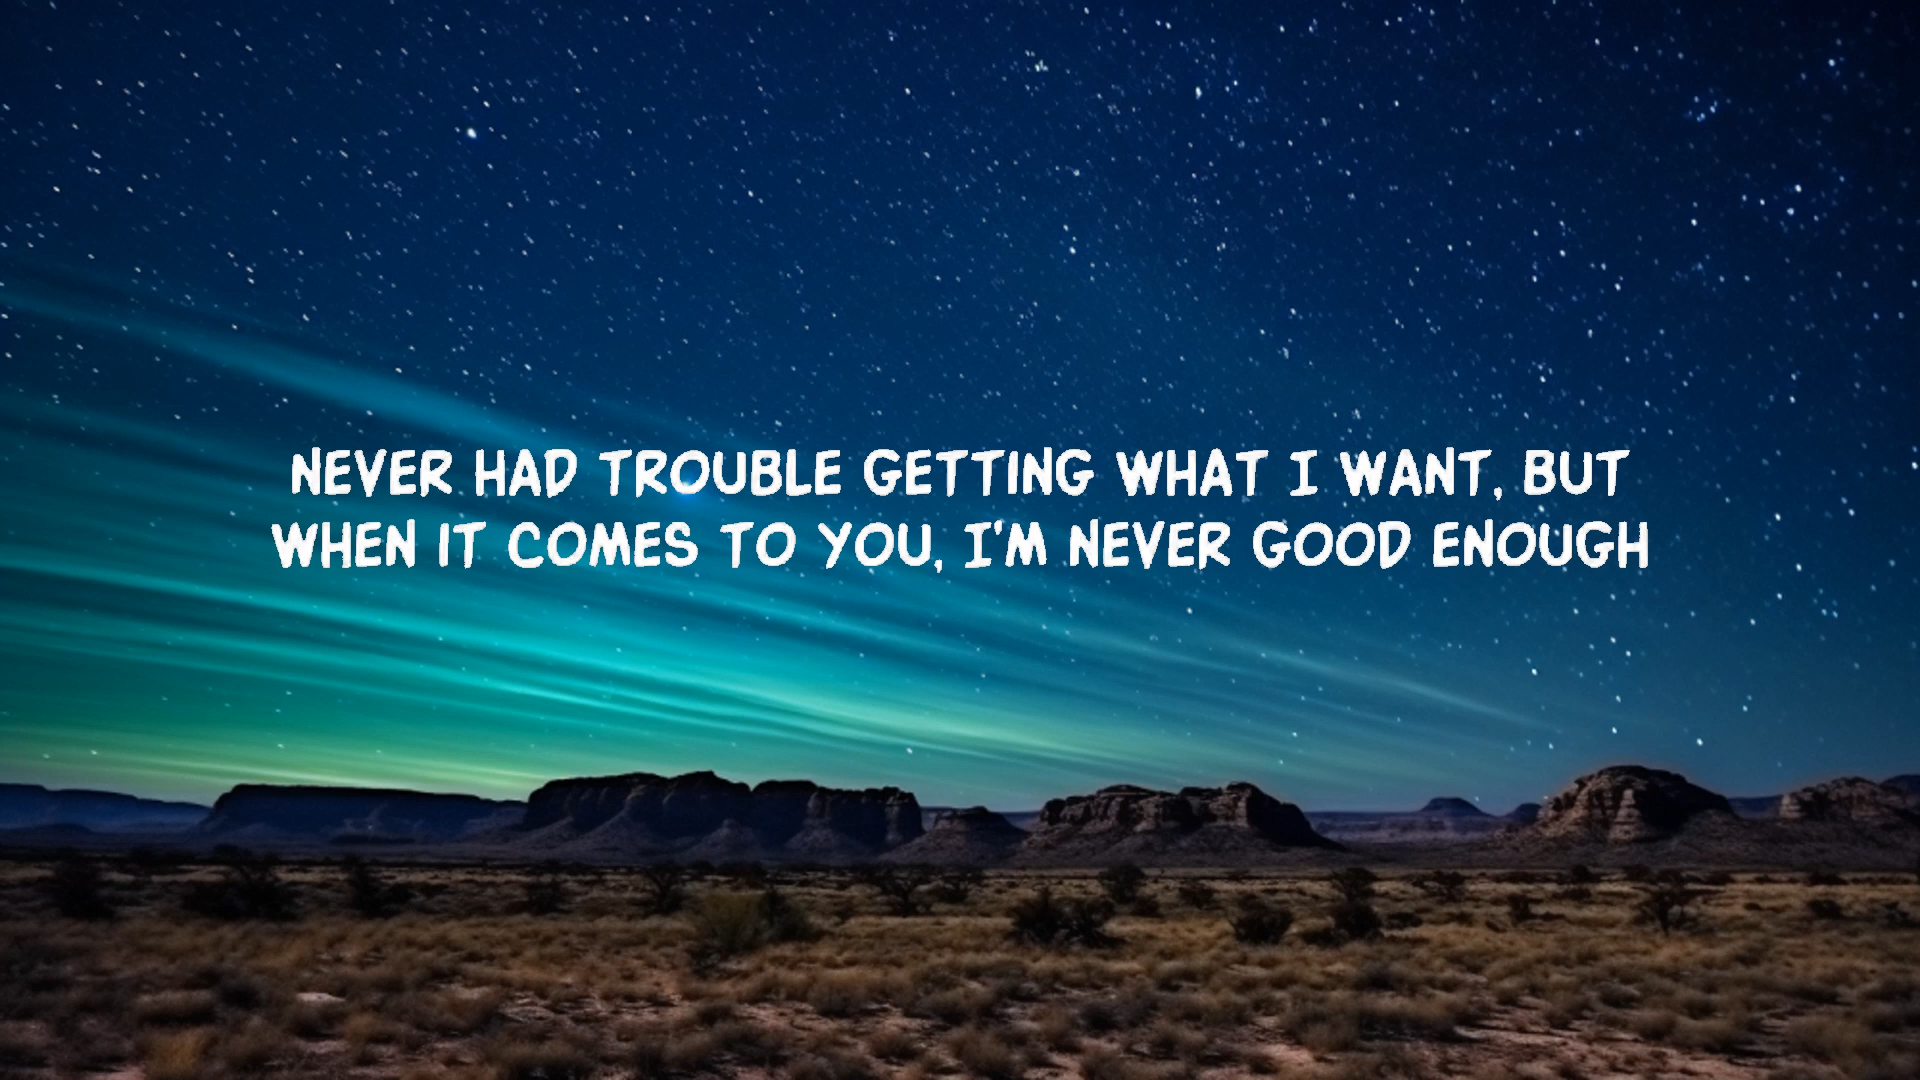 NEVER HAD TROUBLE GETTING WHAT I WANT, BUT
WHEN IT COMES TO YOU, I'M NEVER GOOD ENOUGH